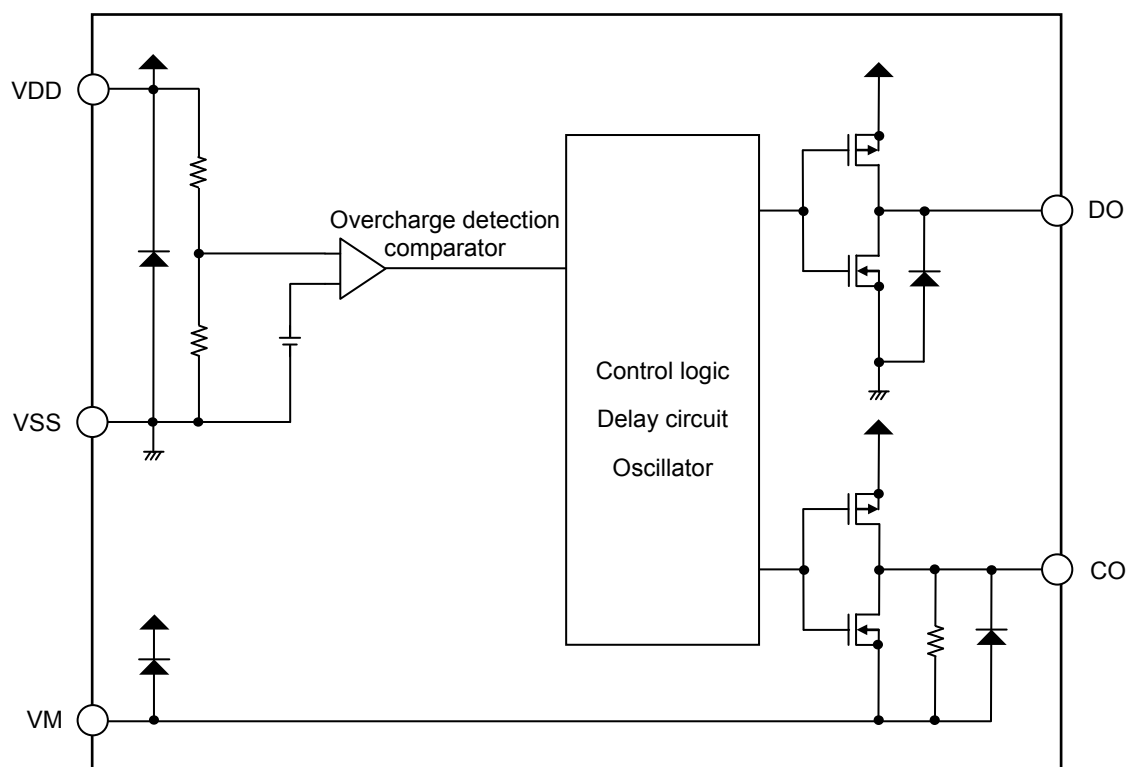 VDD
Overcharge detection
comparator
DO
VSS
Control logic
Delay circuit
Oscillator
CO
VM